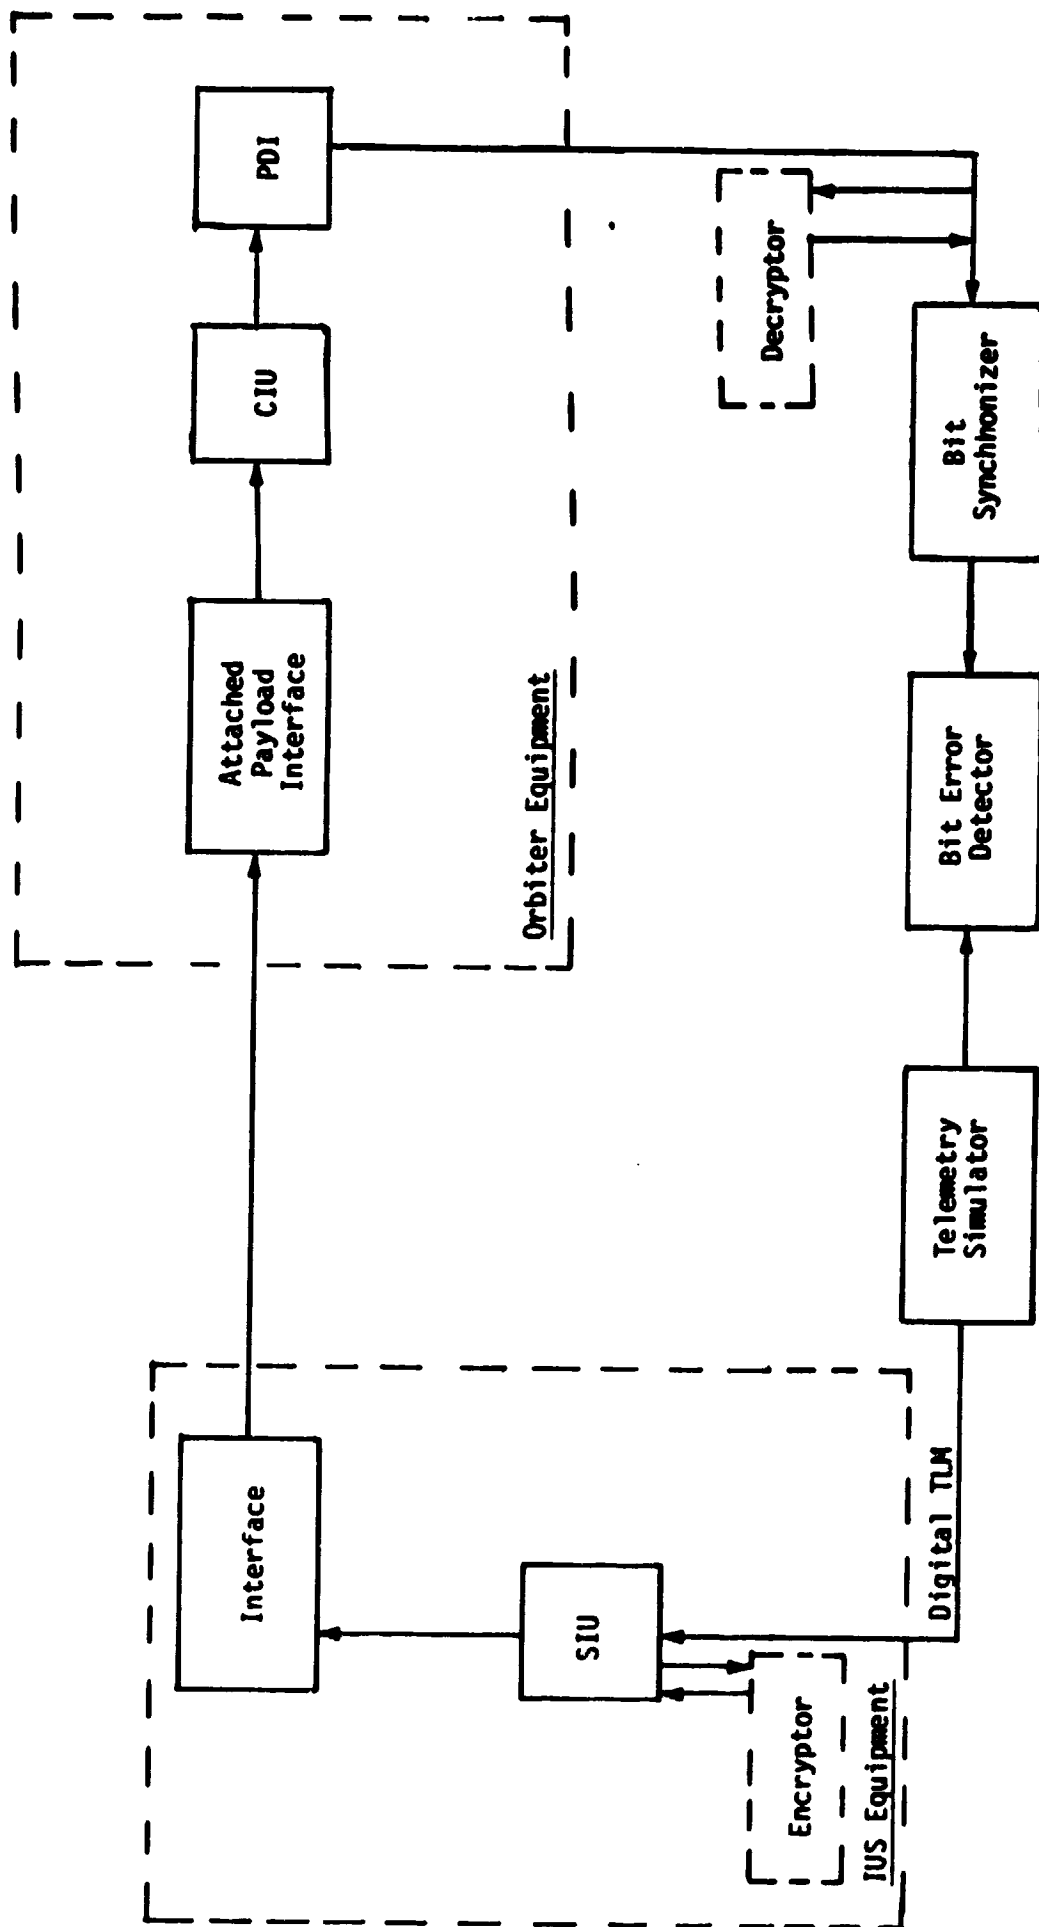 Interface
SIU
Encryptor
IUS Equipment
Digital TLM
Attached
Payload
Interface
CIU
PDI
Orbiter Equipment
Decryptor
Telemetry
Simulator
Bit Error
Detector
Bit
Synchhonizer